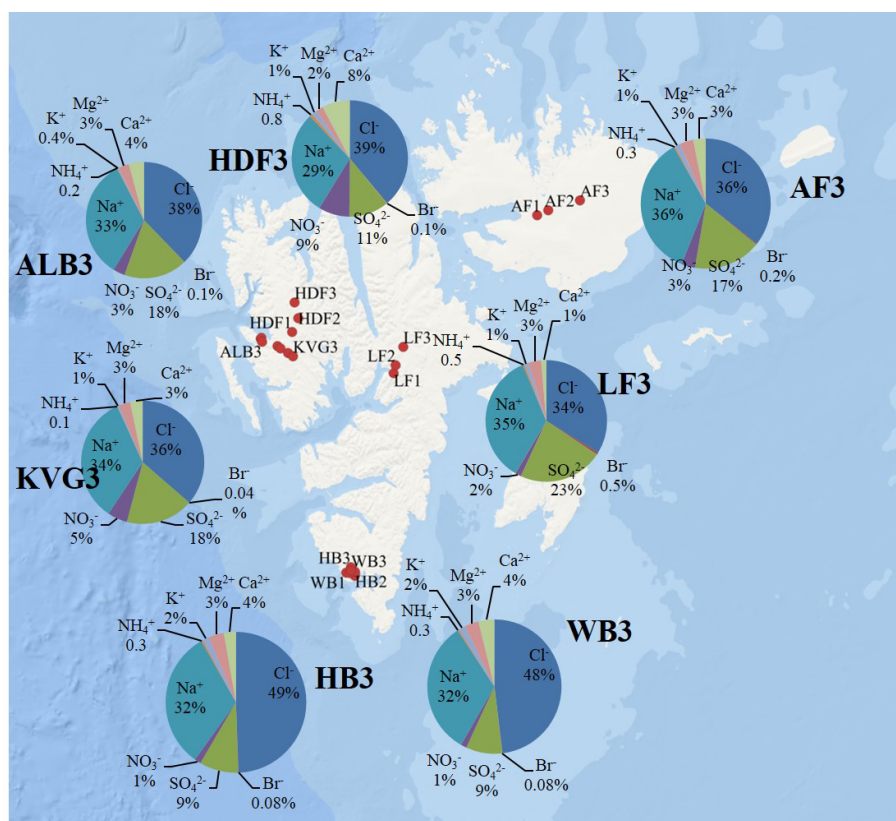 K⁺
1%
Mg²⁺
2%
Ca²⁺
8%
NH₄⁺
0.8
Cl⁻
39%
HDF3
Na⁺
29%
NO₃⁻
9%
SO₄²⁻
11%
Br⁻
0.1%
K⁺
1%
Mg²⁺
3%
Ca²⁺
3%
NH₄⁺
0.3
Cl⁻
36%
AF3
Na⁺
36%
NO₃⁻
3%
SO₄²⁻
17%
Br⁻
0.2%
K⁺
0.4%
Mg²⁺
3%
Ca²⁺
4%
NH₄⁺
0.2
Cl⁻
38%
Na⁺
33%
ALB3
NO₃⁻
3%
SO₄²⁻
18%
Br⁻
0.1%
AF1
AF2
AF3
HDF3
HDF2
HDF1
ALB3
KVG3
LF3
LF2
LF1
K⁺
1%
Mg²⁺
3%
Ca²⁺
1%
NH₄⁺
0.5
Cl⁻
34%
LF3
Na⁺
35%
NO₃⁻
2%
SO₄²⁻
23%
Br⁻
0.5%
K⁺
1%
Mg²⁺
3%
Ca²⁺
3%
NH₄⁺
0.1
Cl⁻
36%
Na⁺
34%
KVG3
NO₃⁻
5%
SO₄²⁻
18%
Br⁻
0.04
%
HB3
WB3
WB1
HB2
K⁺
2%
Mg²⁺
3%
Ca²⁺
4%
NH₄⁺
0.3
Cl⁻
49%
HB3
Na⁺
32%
NO₃⁻
1%
SO₄²⁻
9%
Br⁻
0.08%
K⁺
2%
Mg²⁺
3%
Ca²⁺
4%
NH₄⁺
0.3
Cl⁻
48%
WB3
Na⁺
32%
NO₃⁻
1%
SO₄²⁻
9%
Br⁻
0.08%